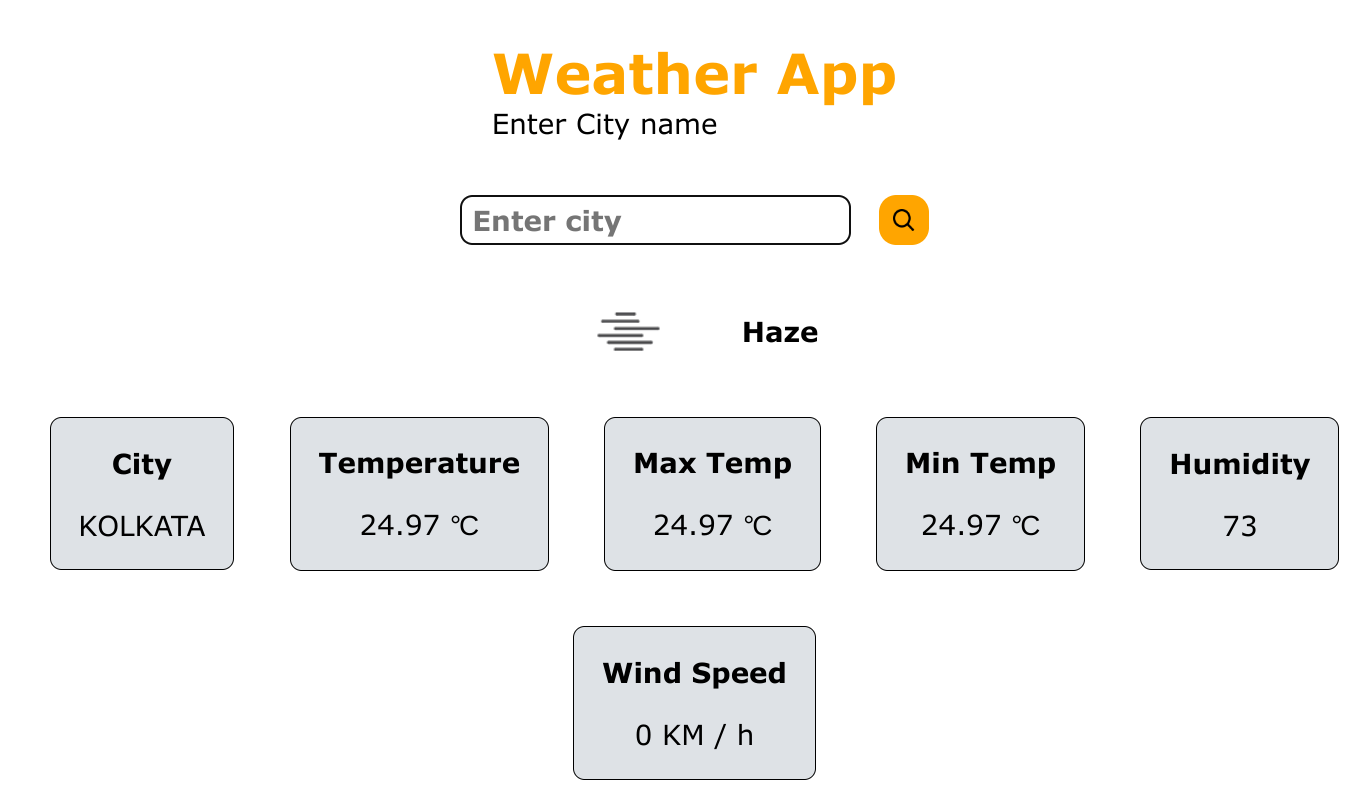 Weather App
Enter City name
Enter city
Haze
City
KOLKATA
Temperature
24.97 °C
Max Temp
24.97 °C
Min Temp
24.97 °C
Humidity
73
Wind Speed
0 KM / h